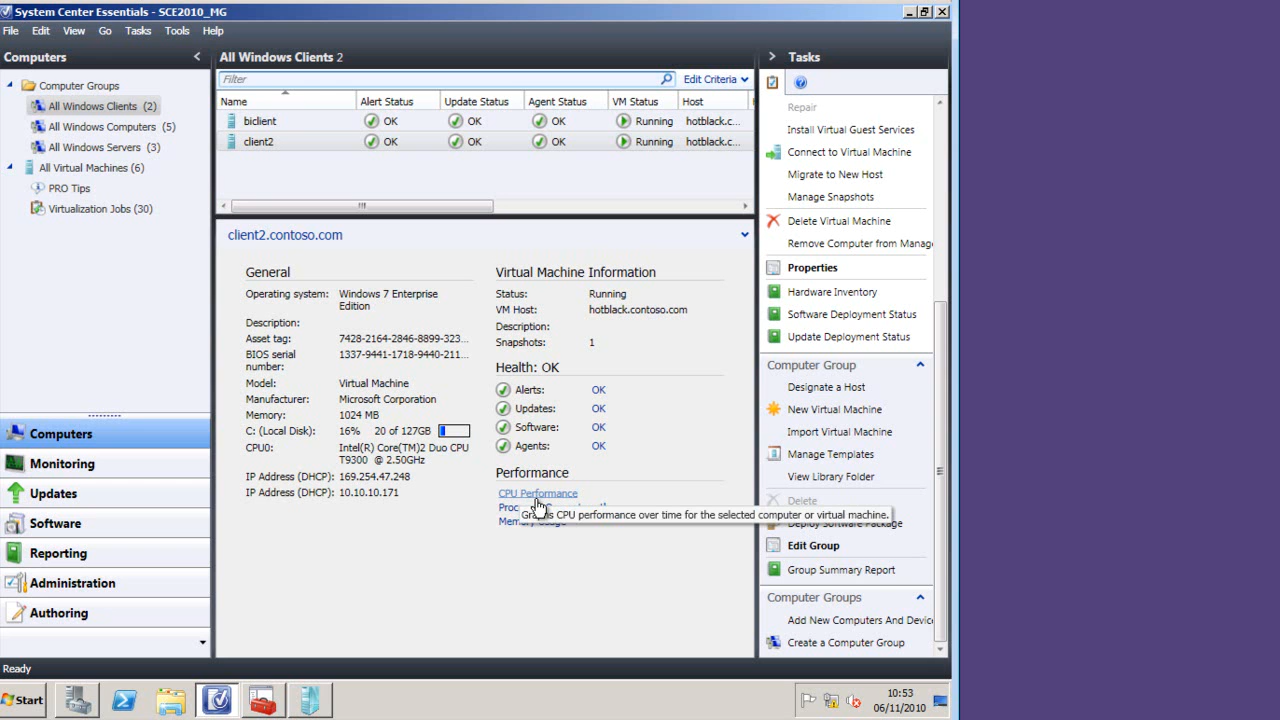 System Center Essentials - SCE2010_MG
File Edit View Go Tasks Tools Help
Computers
Computer Groups
All Windows Clients (2)
All Windows Computers (5)
All Windows Servers (3)
All Virtual Machines (6)
PRO Tips
Virtualization Jobs (30)
Computers
Monitoring
Updates
Software
Reporting
Administration
Authoring
All Windows Clients 2
Filter Edit Criteria
Name Alert Status Update Status Agent Status VM Status Host
biclient OK OK OK Running hotblack.c...
client2 OK OK OK Running hotblack.c...
client2.contoso.com
General
Operating system: Windows 7 Enterprise
Edition
Description:
Asset tag: 7428-2164-2846-8899-323...
BIOS serial 1337-9441-1718-9440-211...
number:
Model: Virtual Machine
Manufacturer: Microsoft Corporation
Memory: 1024 MB
C: (Local Disk): 16% 20 of 127GB
CPU0: Intel(R) Core(TM)2 Duo CPU
T9300 @ 2.50GHz
IP Address (DHCP): 169.254.47.248
IP Address (DHCP): 10.10.10.171
Virtual Machine Information
Status: Running
VM Host: hotblack.contoso.com
Description:
Snapshots: 1
Health: OK
Alerts: OK
Updates: OK
Software: OK
Agents: OK
Performance
CPU Performance
CPU performance over time for the selected computer or virtual machine.
Tasks
Repair
Install Virtual Guest Services
Connect to Virtual Machine
Migrate to New Host
Manage Snapshots
Delete Virtual Machine
Remove Computer from Manag
Properties
Hardware Inventory
Software Deployment Status
Update Deployment Status
Computer Group
Designate a Host
New Virtual Machine
Import Virtual Machine
Manage Templates
View Library Folder
Delete
Deploy Software Package
Edit Group
Group Summary Report
Computer Groups
Add New Computers And Device
Create a Computer Group
Ready
Start
10:53
06/11/2010